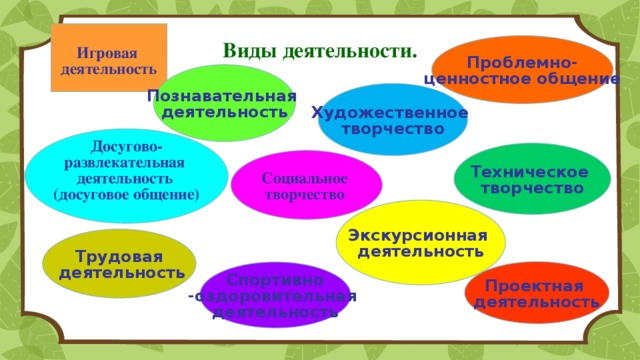 Виды деятельности.
Игровая
деятельность
Проблемно-
ценностное общение
Познавательная
деятельность
Художественное
творчество
Досугово-
развлекательная
деятельность
(досуговое общение)
Социальное
творчество
Техническое
творчество
Экскурсионная
деятельность
Трудовая
деятельность
Спортивно
-оздоровительная
деятельность
Проектная
деятельность